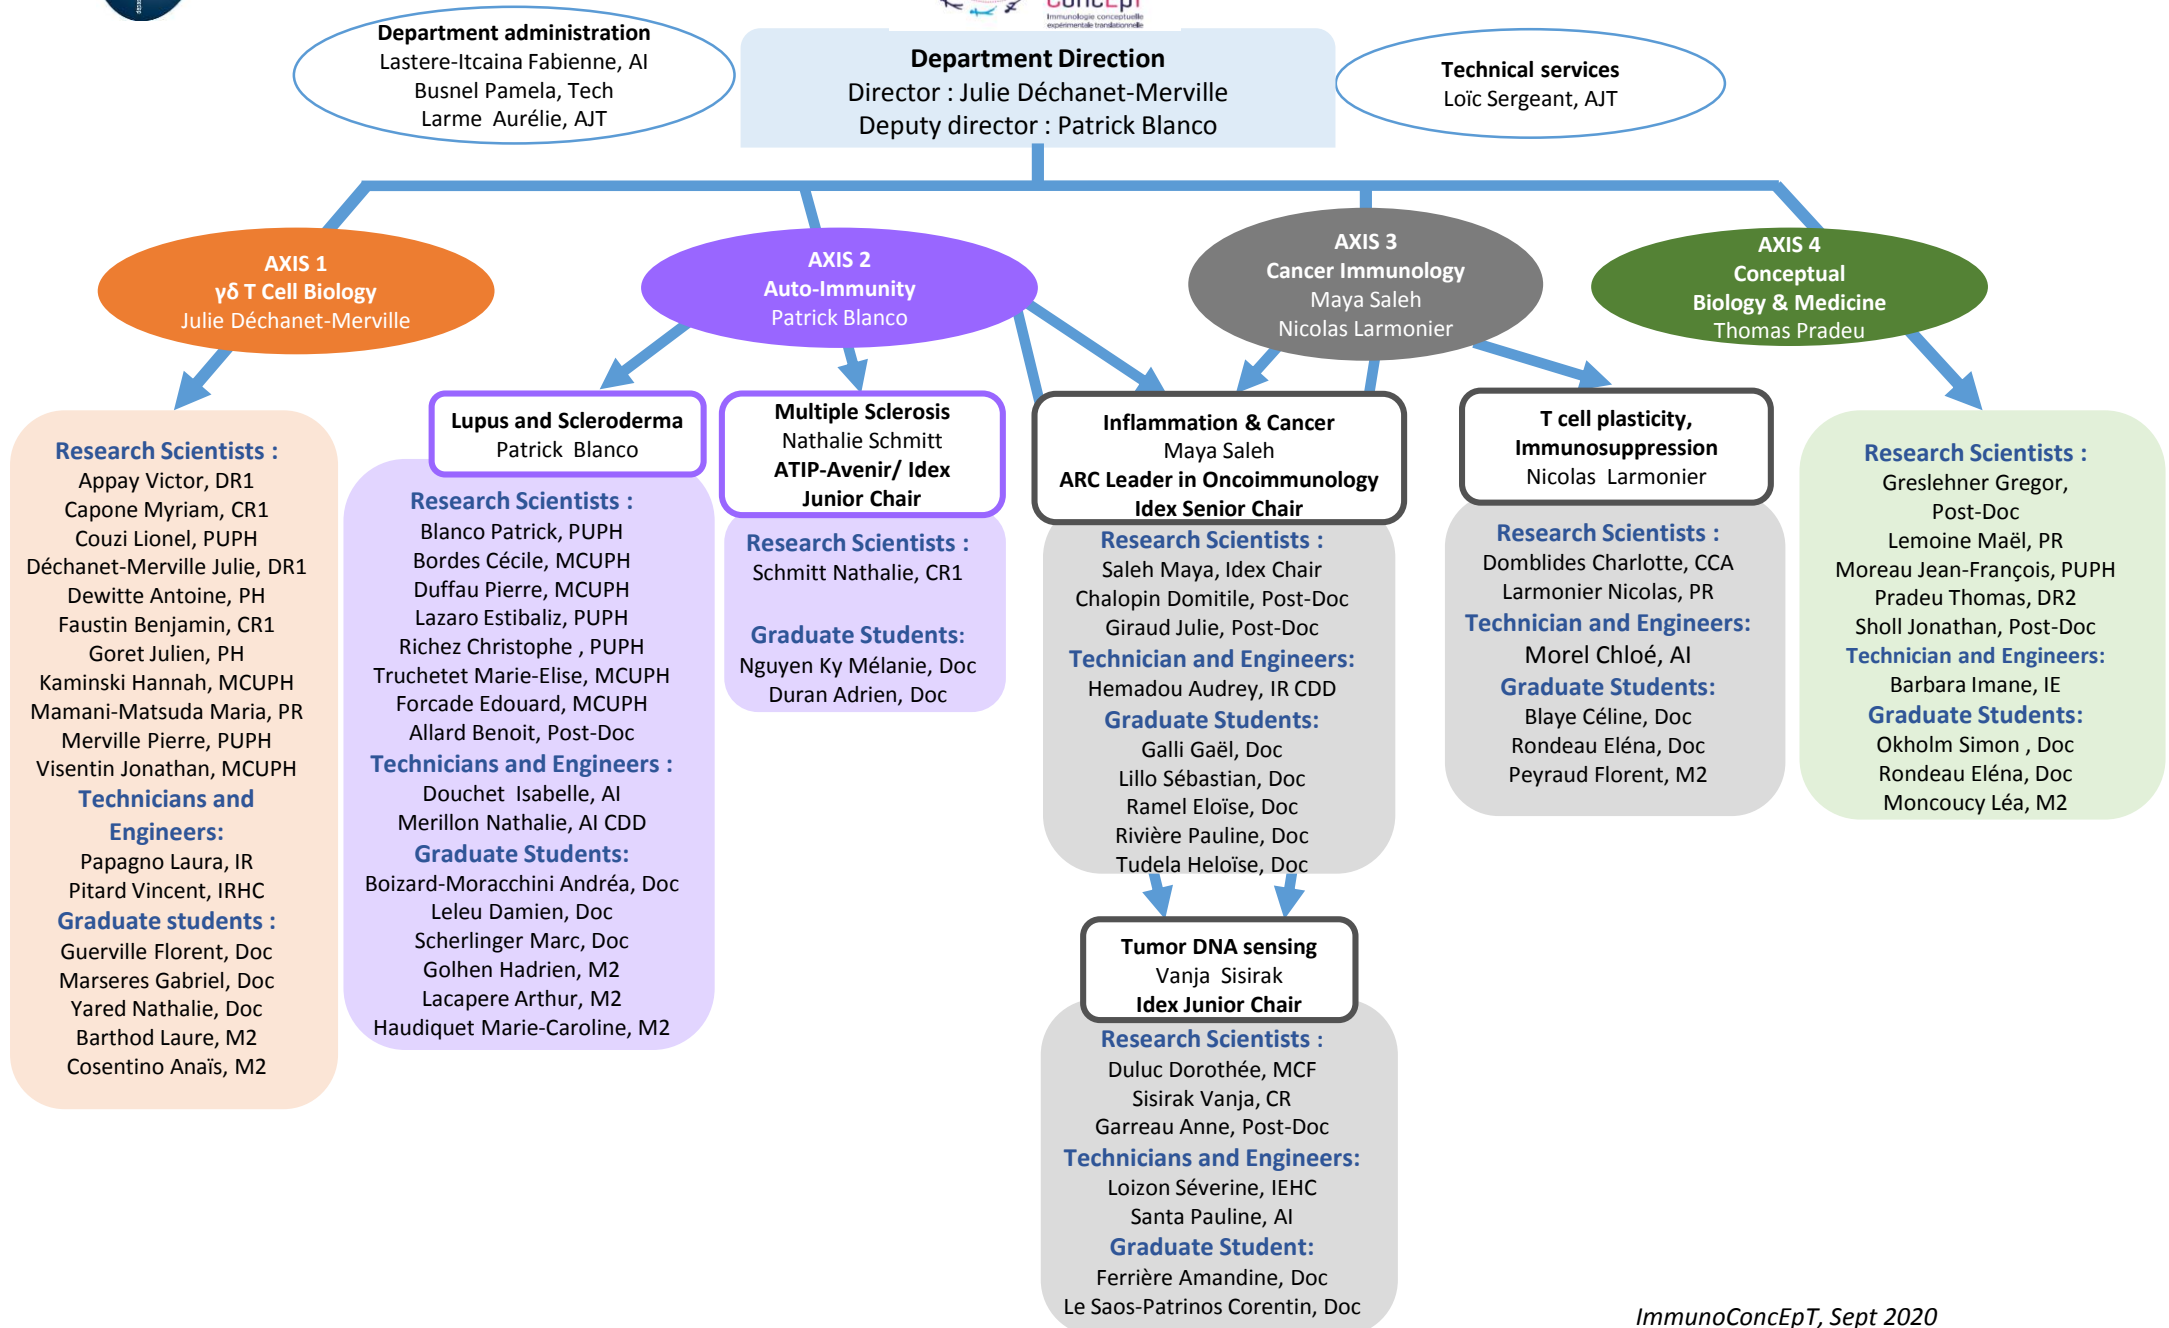 ConcEpT
Immunologie conceptuelle
expérimentale translationnelle
Department administration
Lastere-Itcaina Fabienne, AI
Busnel Pamela, Tech
Larme Aurélie, AJT
Department Direction
Director : Julie Déchanet-Merville
Deputy director : Patrick Blanco
Technical services
Loïc Sergeant, AJT
AXIS 1
γδ T Cell Biology
Julie Déchanet-Merville
AXIS 2
Auto-Immunity
Patrick Blanco
AXIS 3
Cancer Immunology
Maya Saleh
Nicolas Larmonier
AXIS 4
Conceptual
Biology & Medicine
Thomas Pradeu
Research Scientists :
Appay Victor, DR1
Capone Myriam, CR1
Couzi Lionel, PUPH
Déchanet-Merville Julie, DR1
Dewitte Antoine, PH
Faustin Benjamin, CR1
Goret Julien, PH
Kaminski Hannah, MCUPH
Mamani-Matsuda Maria, PR
Merville Pierre, PUPH
Visentin Jonathan, MCUPH
Technicians and
Engineers:
Papagno Laura, IR
Pitard Vincent, IRHC
Graduate students :
Guerville Florent, Doc
Marseres Gabriel, Doc
Yared Nathalie, Doc
Barthod Laure, M2
Cosentino Anaïs, M2
Lupus and Scleroderma
Patrick Blanco
Research Scientists :
Blanco Patrick, PUPH
Bordes Cécile, MCUPH
Duffau Pierre, MCUPH
Lazaro Estibaliz, PUPH
Richez Christophe , PUPH
Truchetet Marie-Elise, MCUPH
Forcade Edouard, MCUPH
Allard Benoit, Post-Doc
Technicians and Engineers :
Douchet Isabelle, AI
Merillon Nathalie, AI CDD
Graduate Students:
Boizard-Moracchini Andréa, Doc
Leleu Damien, Doc
Scherlinger Marc, Doc
Golhen Hadrien, M2
Lacapere Arthur, M2
Haudiquet Marie-Caroline, M2
Multiple Sclerosis
Nathalie Schmitt
ATIP-Avenir/ Idex
Junior Chair
Research Scientists :
Schmitt Nathalie, CR1
Graduate Students:
Nguyen Ky Mélanie, Doc
Duran Adrien, Doc
Inflammation & Cancer
Maya Saleh
ARC Leader in Oncoimmunology
Idex Senior Chair
Research Scientists :
Saleh Maya, Idex Chair
Chalopin Domitile, Post-Doc
Giraud Julie, Post-Doc
Technician and Engineers:
Hemadou Audrey, IR CDD
Graduate Students:
Galli Gaël, Doc
Lillo Sébastian, Doc
Ramel Eloïse, Doc
Rivière Pauline, Doc
Tudela Heloïse, Doc
Tumor DNA sensing
Vanja Sisirak
Idex Junior Chair
Research Scientists :
Duluc Dorothée, MCF
Sisirak Vanja, CR
Garreau Anne, Post-Doc
Technicians and Engineers:
Loizon Séverine, IEHC
Santa Pauline, AI
Graduate Student:
Ferrière Amandine, Doc
Le Saos-Patrinos Corentin, Doc
T cell plasticity,
Immunosuppression
Nicolas Larmonier
Research Scientists :
Domblides Charlotte, CCA
Larmonier Nicolas, PR
Technician and Engineers:
Morel Chloé, AI
Graduate Students:
Blaye Céline, Doc
Rondeau Eléna, Doc
Peyraud Florent, M2
Research Scientists :
Greslehner Gregor,
Post-Doc
Lemoine Maël, PR
Moreau Jean-François, PUPH
Pradeu Thomas, DR2
Sholl Jonathan, Post-Doc
Technician and Engineers:
Barbara Imane, IE
Graduate Students:
Okholm Simon , Doc
Rondeau Eléna, Doc
Moncoucy Léa, M2
ImmunoConcEpT, Sept 2020